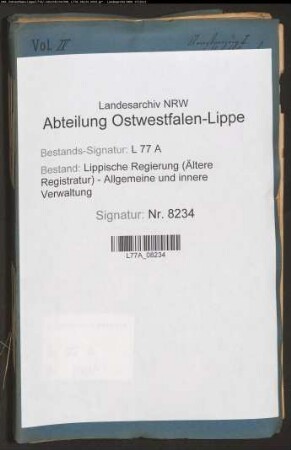 Vol. IV
Landesarchiv NRW
Abteilung Ostwestfalen-Lippe
Bestands-Signatur: L 77 A
Bestand: Lippische Regierung (Ältere
Registratur) - Allgemeine und innere
Verwaltung
Signatur: Nr. 8234
L77A_08234